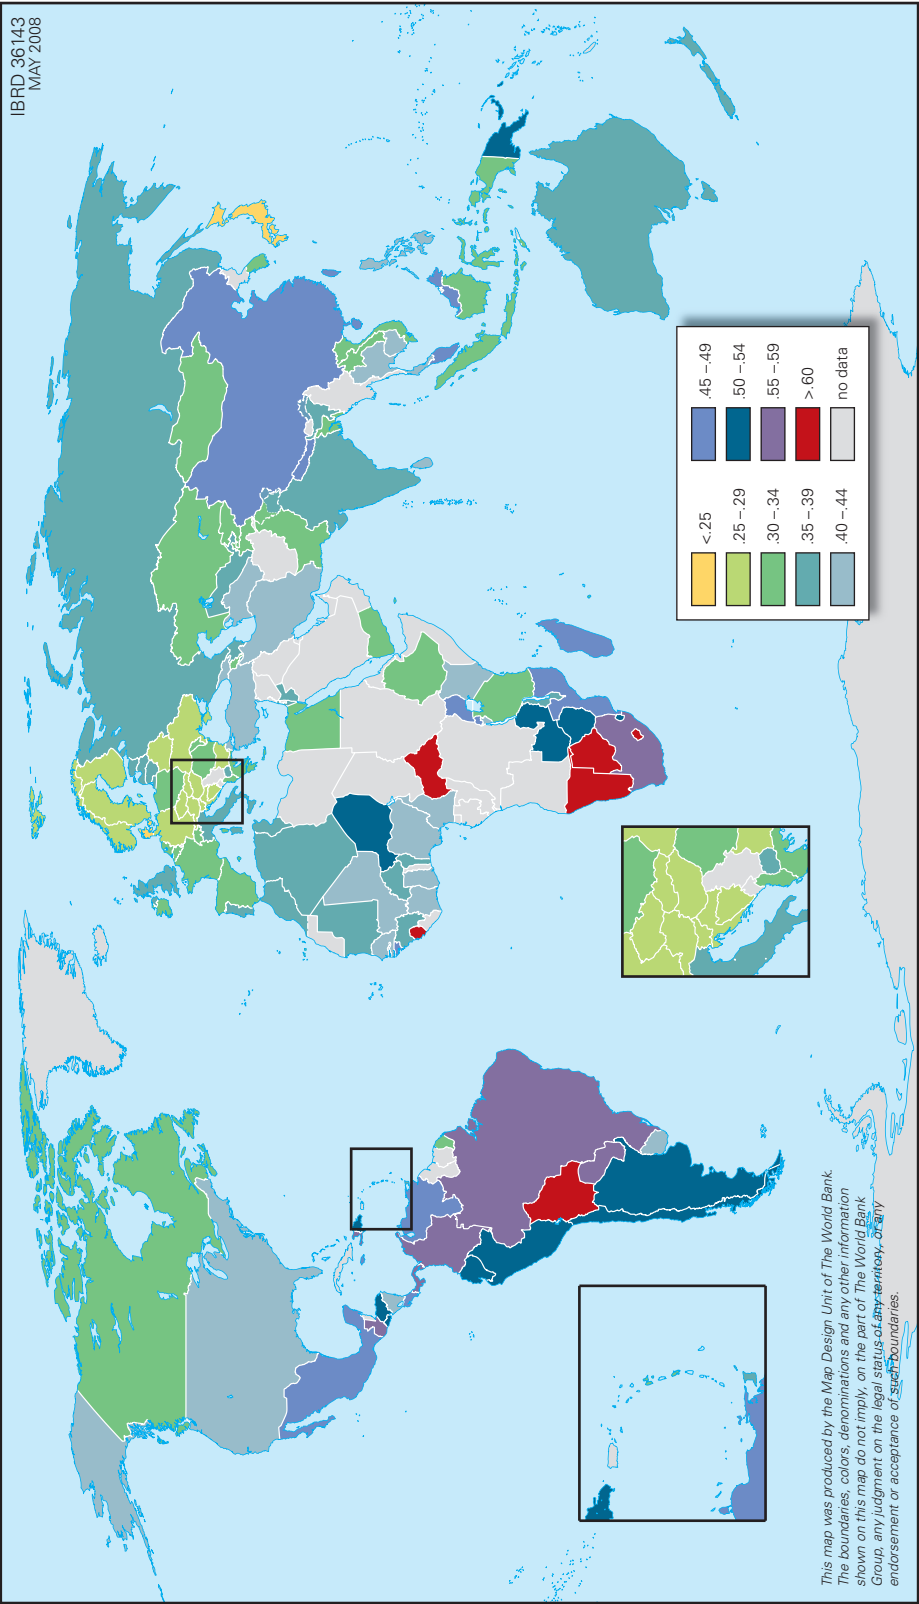 IBRD 36143
MAY 2008
<.25
.25 –.29
.30 –.34
.35 –.39
.40 –.44
.45 –.49
.50 –.54
.55 –.59
>.60
no data
This map was produced by the Map Design Unit of The World Bank.
The boundaries, colors, denominations and any other information
shown on this map do not imply, on the part of The World Bank
Group, any judgment on the legal status of any territory, or any
endorsement or acceptance of such boundaries.